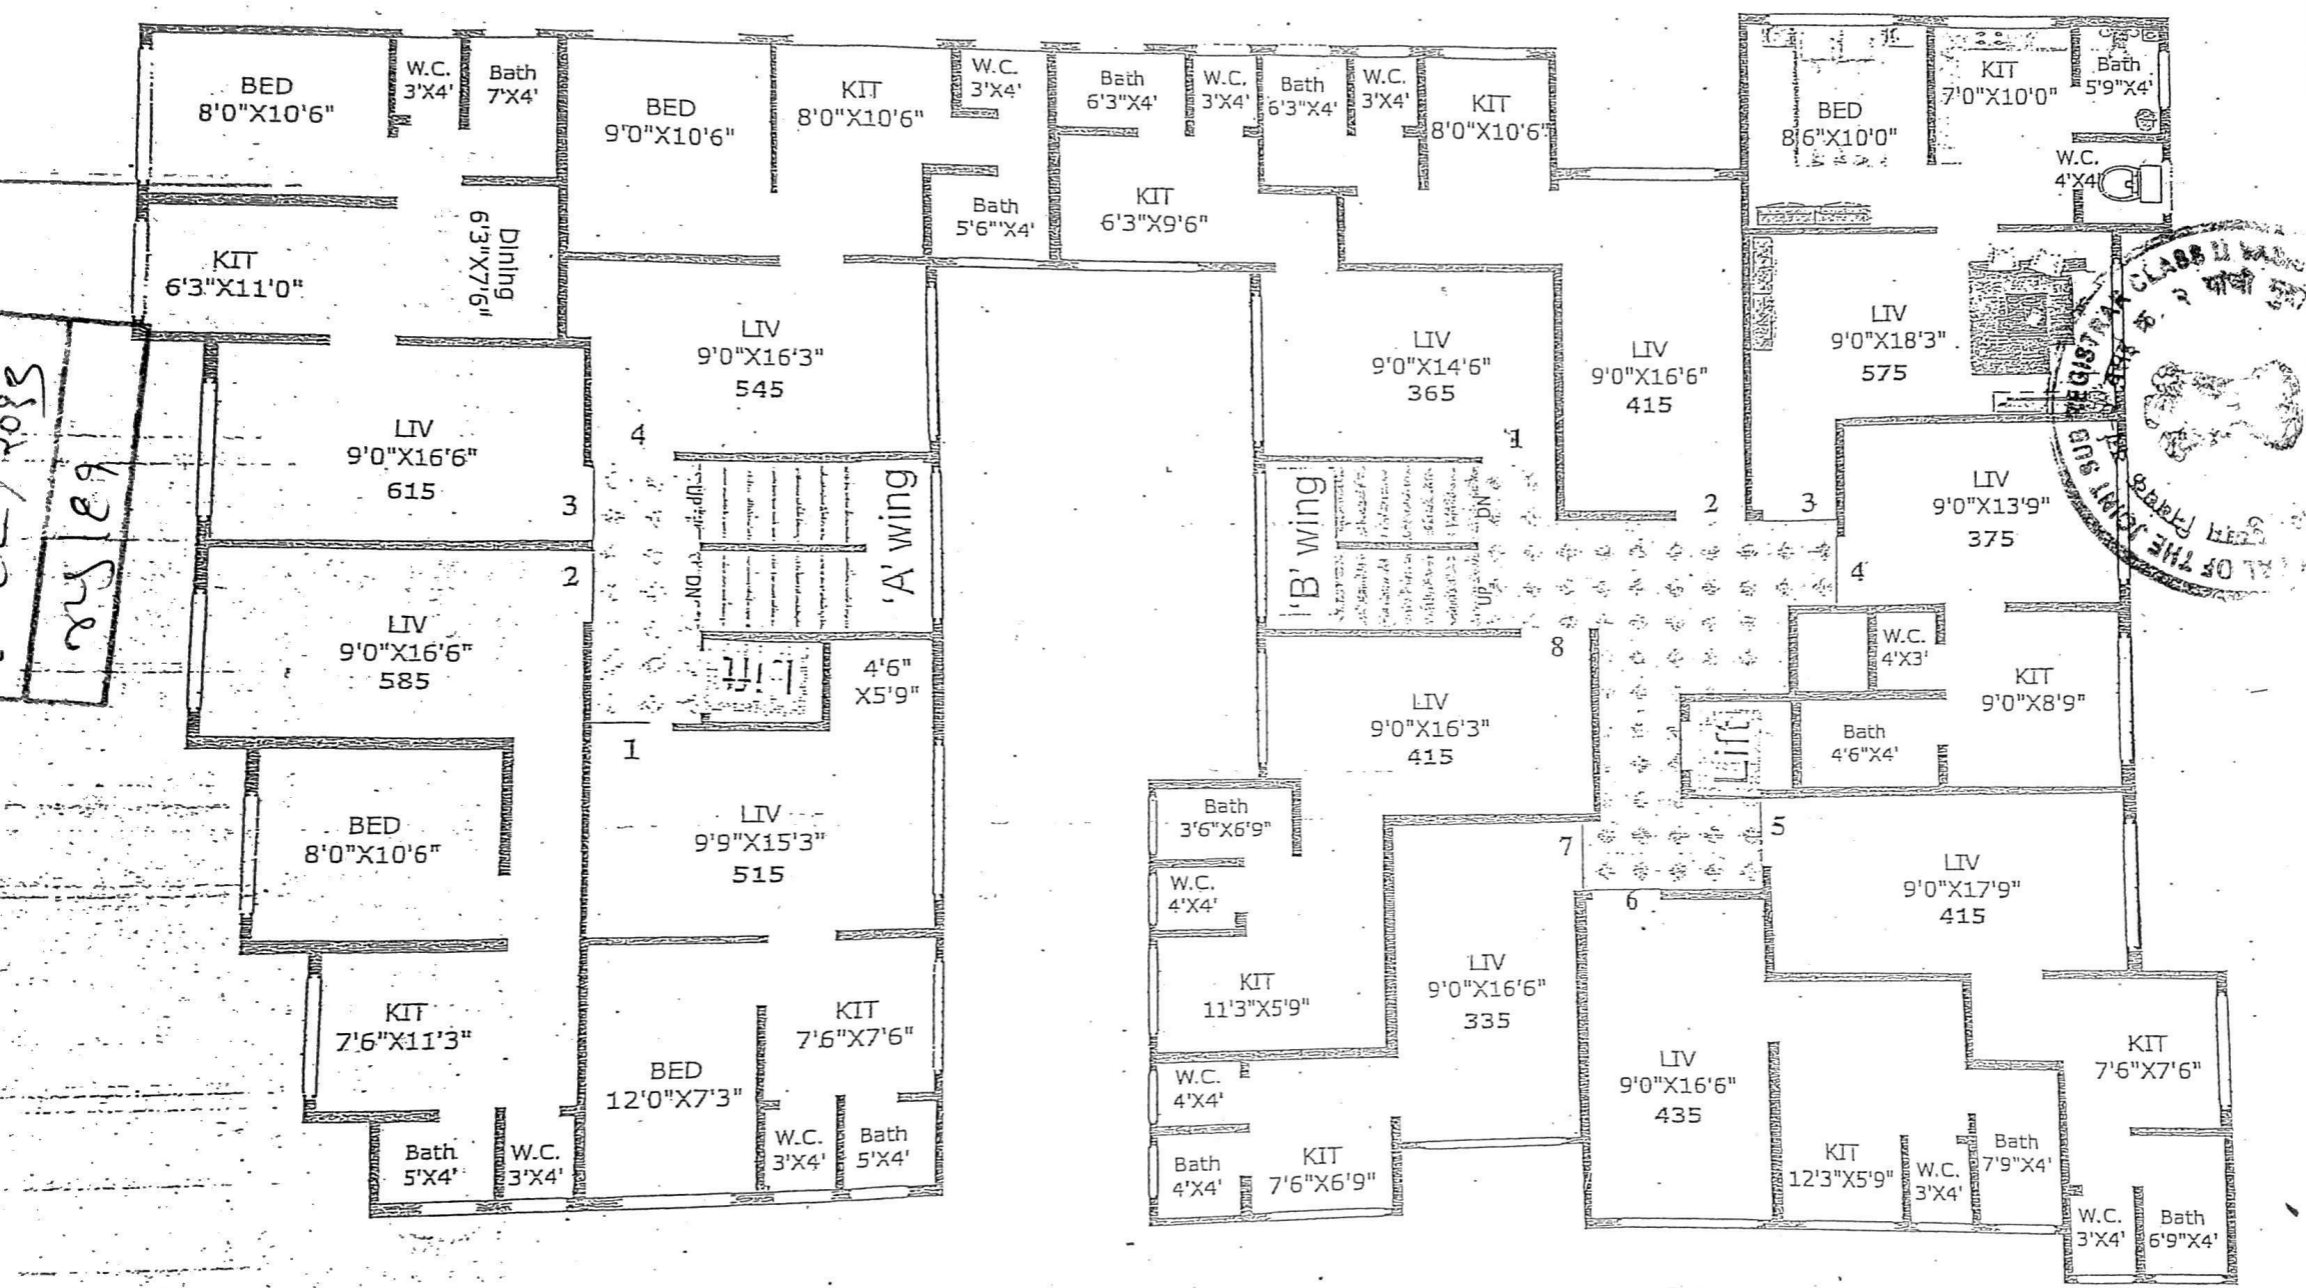 BED
8'0"X10'6"
W.C.
3'X4'
Bath
7'X4'
KIT
6'3"X11'0"
Dining
6'3"X7'6"
LIV
9'0"X16'6"
615
3
BED
9'0"X10'6"
KIT
8'0"X10'6"
W.C.
3'X4'
Bath
5'6"X4'
LIV
9'0"X16'3"
545
4
UP
DN
'A' wing
Lift
4'6"
X5'9"
2
LIV
9'0"X16'6"
585
BED
8'0"X10'6"
KIT
7'6"X11'3"
Bath
5'X4'
W.C.
3'X4'
1
LIV
9'9"X15'3"
515
BED
12'0"X7'3"
KIT
7'6"X7'6"
W.C.
3'X4'
Bath
5'X4'
Bath
6'3"X4'
W.C.
3'X4'
KIT
6'3"X9'6"
LIV
9'0"X14'6"
365
1
Bath
6'3"X4'
W.C.
3'X4'
KIT
8'0"X10'6"
LIV
9'0"X16'6"
415
2
BED
8'6"X10'0"
KIT
7'0"X10'0"
Bath
5'9"X4'
W.C.
4'X4'
LIV
9'0"X18'3"
575
3
LIV
9'0"X13'9"
375
4
W.C.
4'X3'
KIT
9'0"X8'9"
Bath
4'6"X4'
'B' wing
DN
UP
Lift
8
LIV
9'0"X16'3"
415
Bath
3'6"X6'9"
W.C.
4'X4'
KIT
11'3"X5'9"
7
LIV
9'0"X16'6"
335
W.C.
4'X4'
Bath
4'X4'
KIT
7'6"X6'9"
6
LIV
9'0"X16'6"
435
KIT
12'3"X5'9"
W.C.
3'X4'
Bath
7'9"X4'
5
LIV
9'0"X17'9"
415
KIT
7'6"X7'6"
W.C.
3'X4'
Bath
6'9"X4'
OF THE JOINT SUB REGISTRAR CLASS II